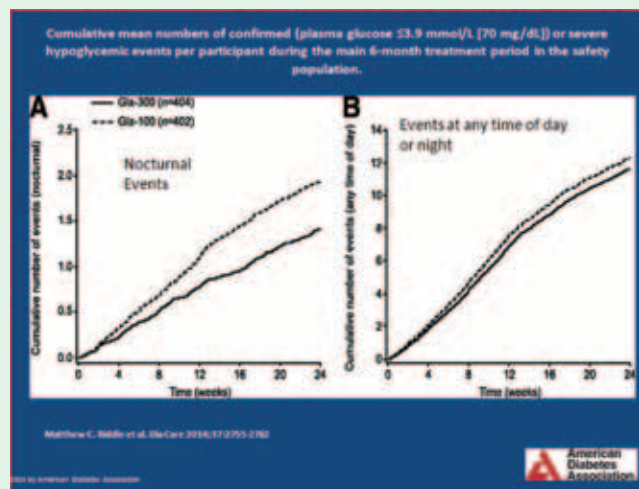 Cumulative mean numbers of confirmed (plasma glucose ≤3.9 mmol/L [70 mg/dL]) or severe
hypoglycemic events per participant during the main 6-month treatment period in the safety
population.
A
Gla-300 (n=404)
Gla-100 (n=402)
Nocturnal
Events
Cumulative number of events (nocturnal)
2.5
2.0
1.5
1.0
0.5
0.0
0 4 8 12 16 20 24
Time (weeks)
B
Events at any time of day
or night
Cumulative number of events (any time of day)
14
12
10
8
6
4
2
0
0 4 8 12 16 20 24
Time (weeks)
Matthew C. Riddle et al. Dia Care 2014;37:2755-2762
by American Diabetes Association
American
Diabetes
Association